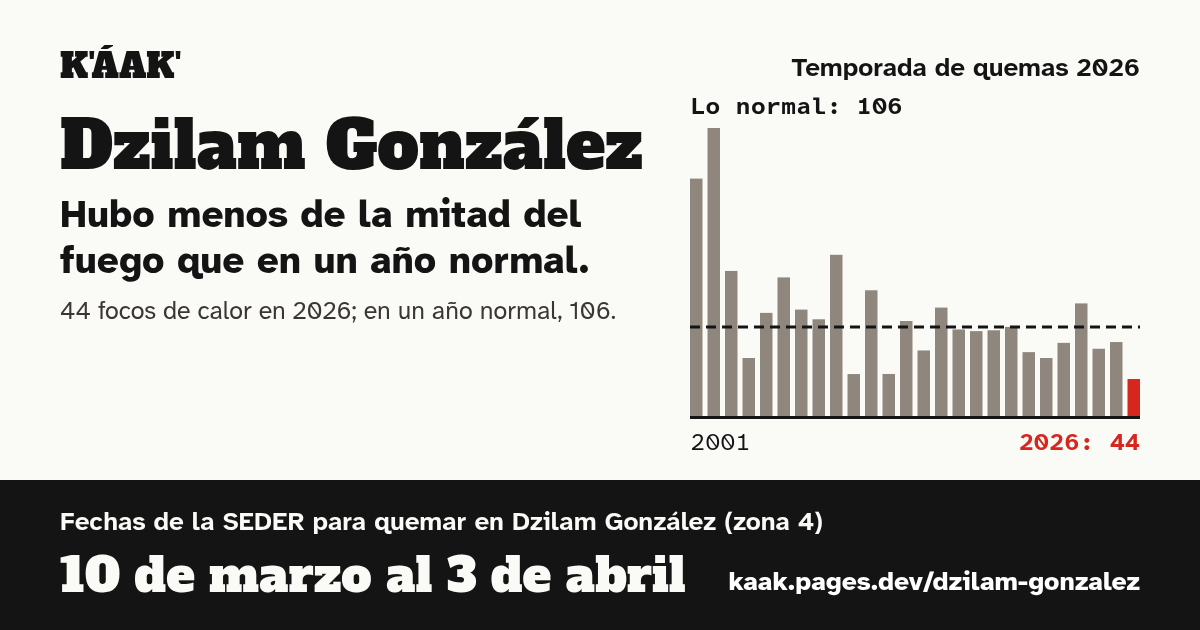 K'ÁAK'
Dzilam González
Hubo menos de la mitad del
fuego que en un año normal.
44 focos de calor en 2026; en un año normal, 106.
Temporada de quemas 2026
Lo normal: 106
2001
2026: 44
Fechas de la SEDER para quemar en Dzilam González (zona 4)
10 de marzo al 3 de abril
kaak.pages.dev/dzilam-gonzalez